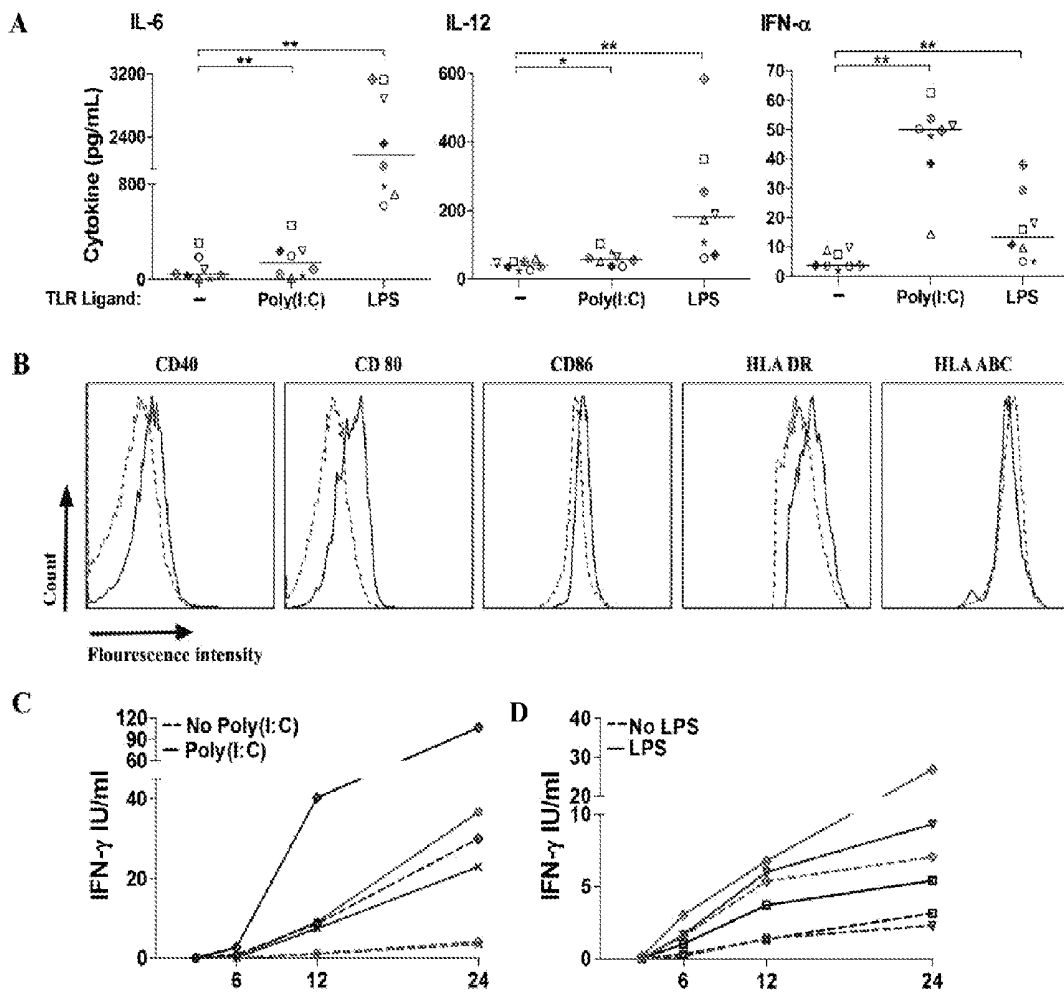 A
IL-6
IL-12
IFN-α
**
**
**
*
**
**
Cytokine (pg/mL)
3200
2400
800
0
600
400
200
0
70
60
50
40
30
20
10
0
TLR Ligand:
–
Poly(I:C)
LPS
–
Poly(I:C)
LPS
–
Poly(I:C)
LPS
B
CD40
CD 80
CD86
HLA DR
HLA ABC
Count
Flourescence intensity
C
No Poly(I:C)
Poly(I:C)
IFN-γ IU/ml
120
90
60
40
20
0
6
12
24
D
No LPS
LPS
IFN-γ IU/ml
40
30
20
10
5
0
6
12
24